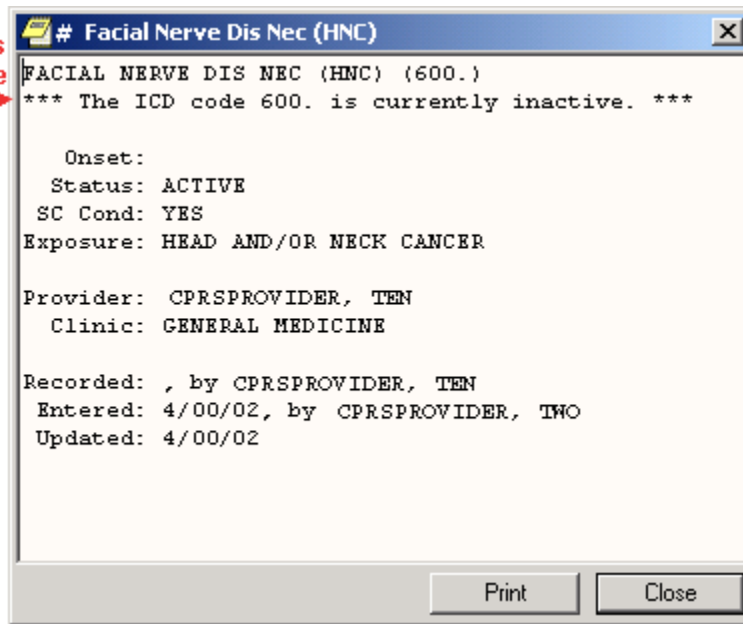 # Facial Nerve Dis Nec (HNC)
FACIAL NERVE DIS NEC (HNC) (600.)
*** The ICD code 600. is currently inactive. ***
Onset:
Status: ACTIVE
SC Cond: YES
Exposure: HEAD AND/OR NECK CANCER
Provider: CPRSPROVIDER, TEN
Clinic: GENERAL MEDICINE
Recorded: , by CPRSPROVIDER, TEN
Entered: 4/00/02, by CPRSPROVIDER, TWO
Updated: 4/00/02
Print Close